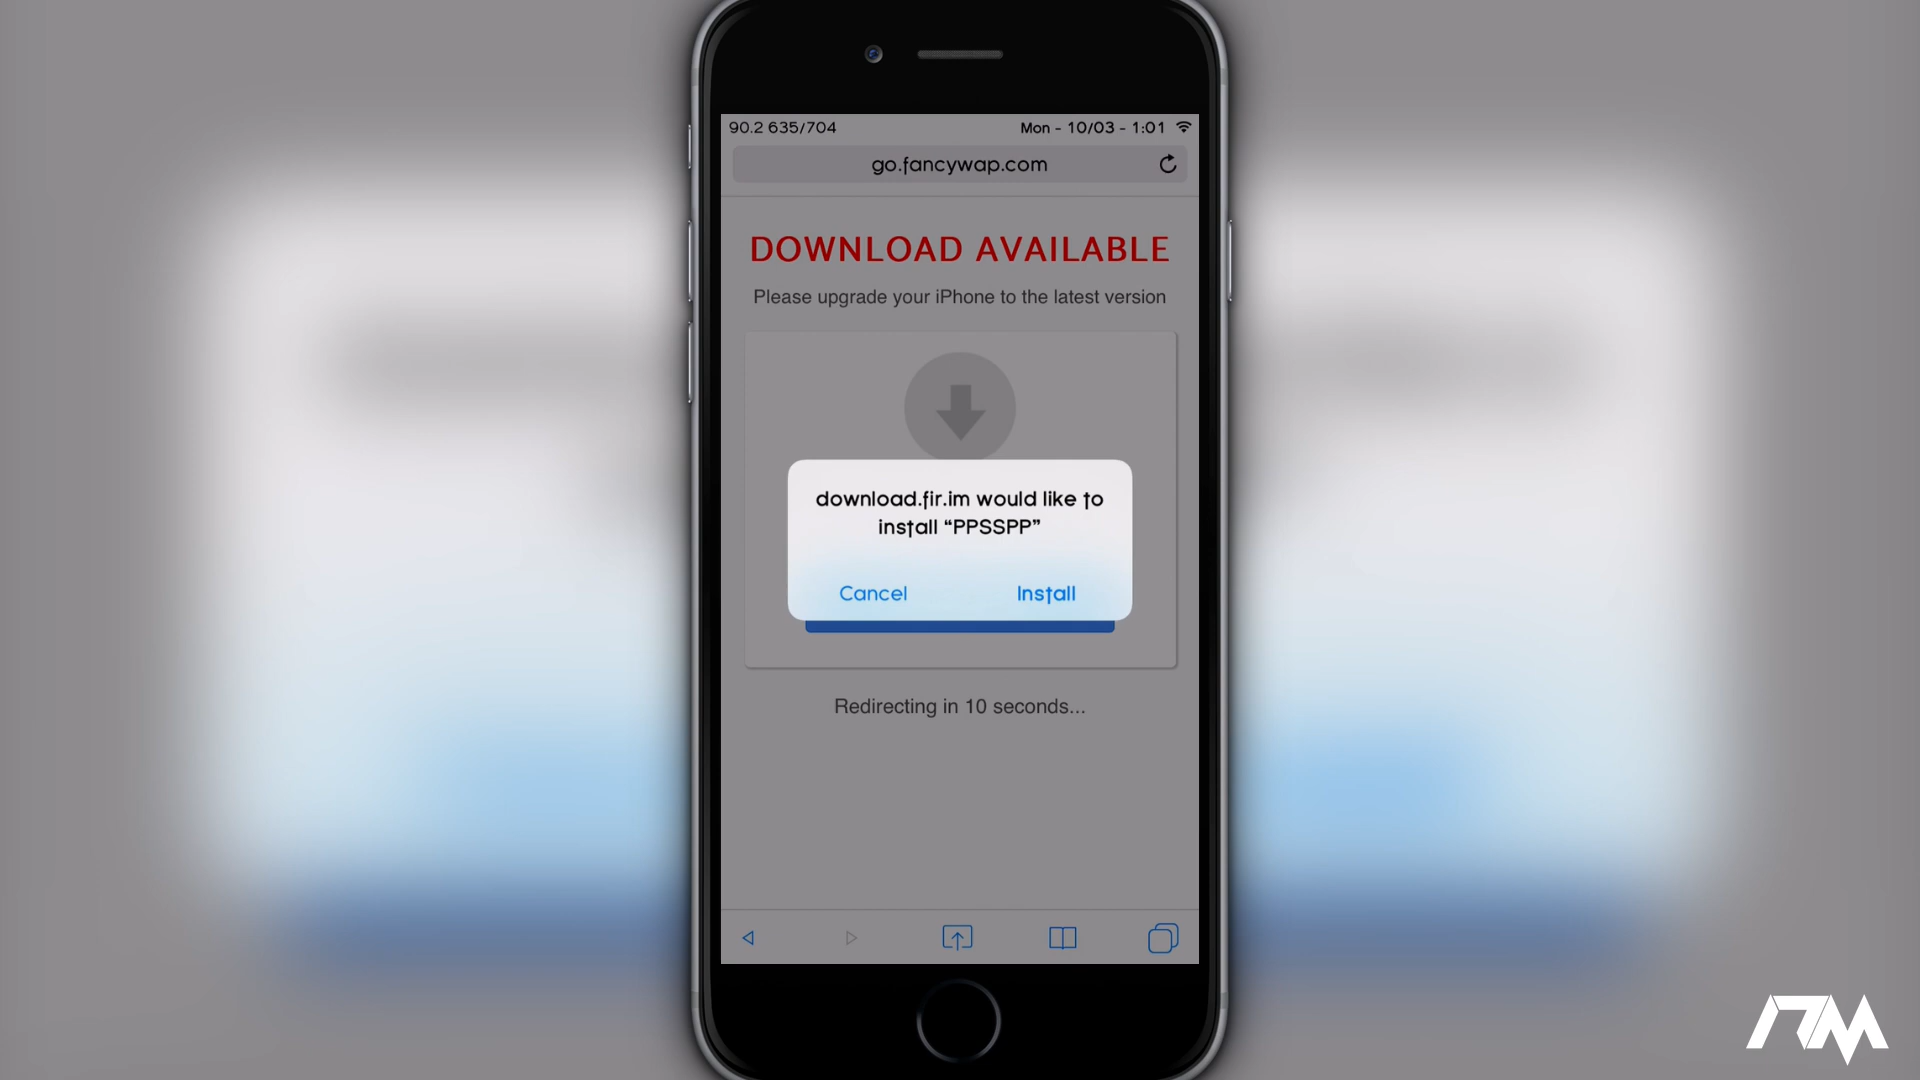 90.2 635/704
Mon - 10/03 - 1:01
go.fancywap.com
DOWNLOAD AVAILABLE
Please upgrade your iPhone to the latest version
download.fir.im would like to
install “PPSSPP”
Cancel
Install
Redirecting in 10 seconds...